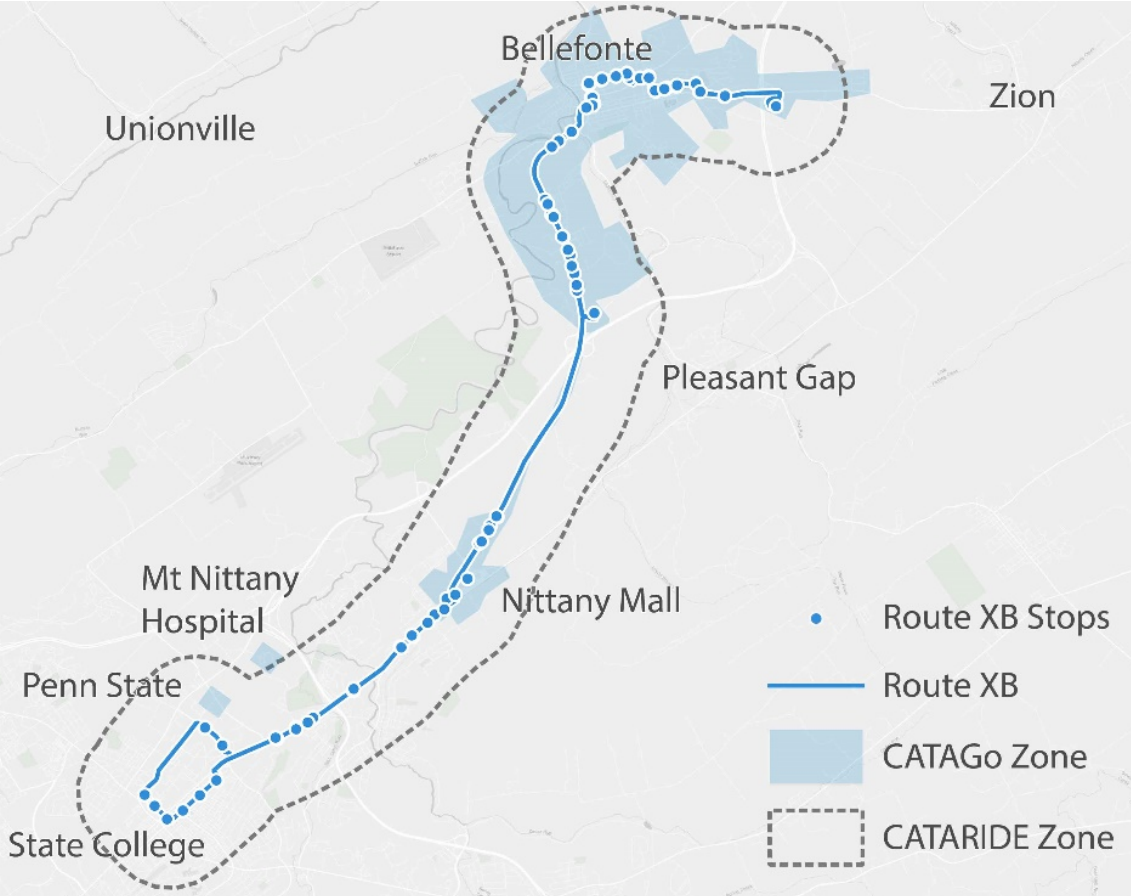 Bellefonte
Zion
Unionville
Pleasant Gap
Mt Nittany
Hospital
Nittany Mall
Penn State
State College
Route XB Stops
Route XB
CATAGo Zone
CATARIDE Zone